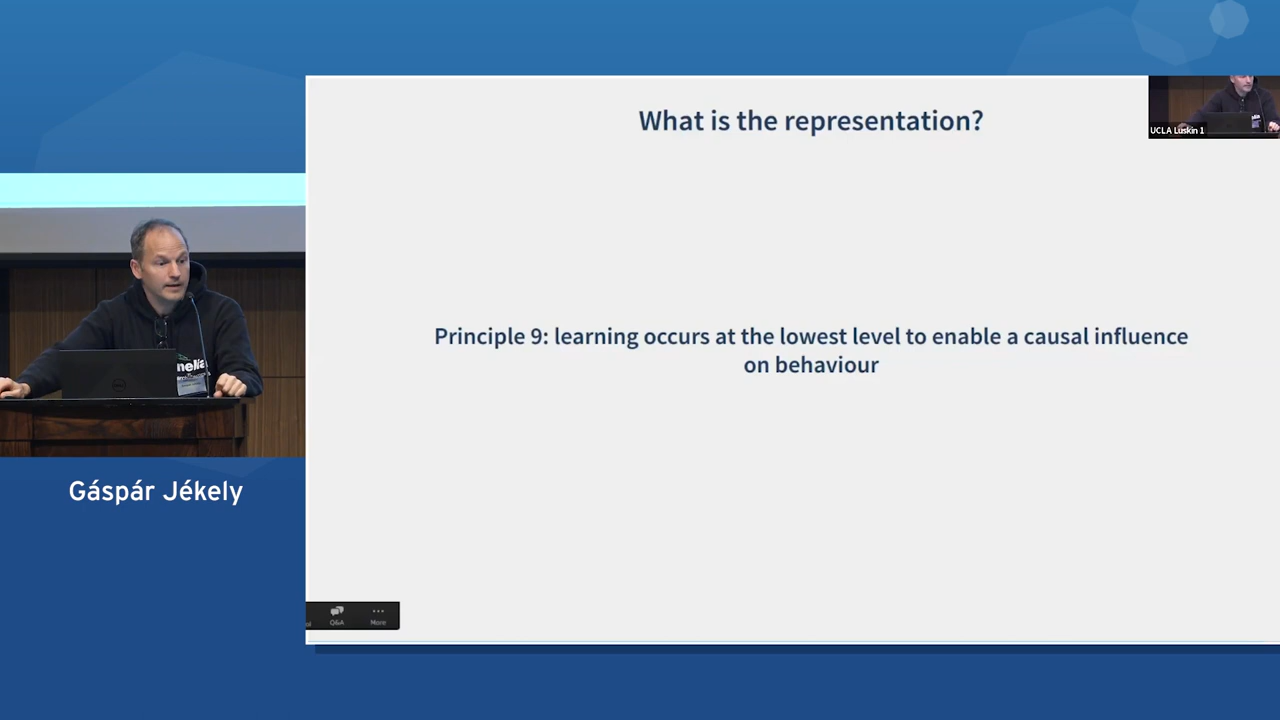 What is the representation?
UCLA Luskin 1
Principle 9: learning occurs at the lowest level to enable a causal influence
on behaviour
nelia
Gáspár Jékely
Q&A
More